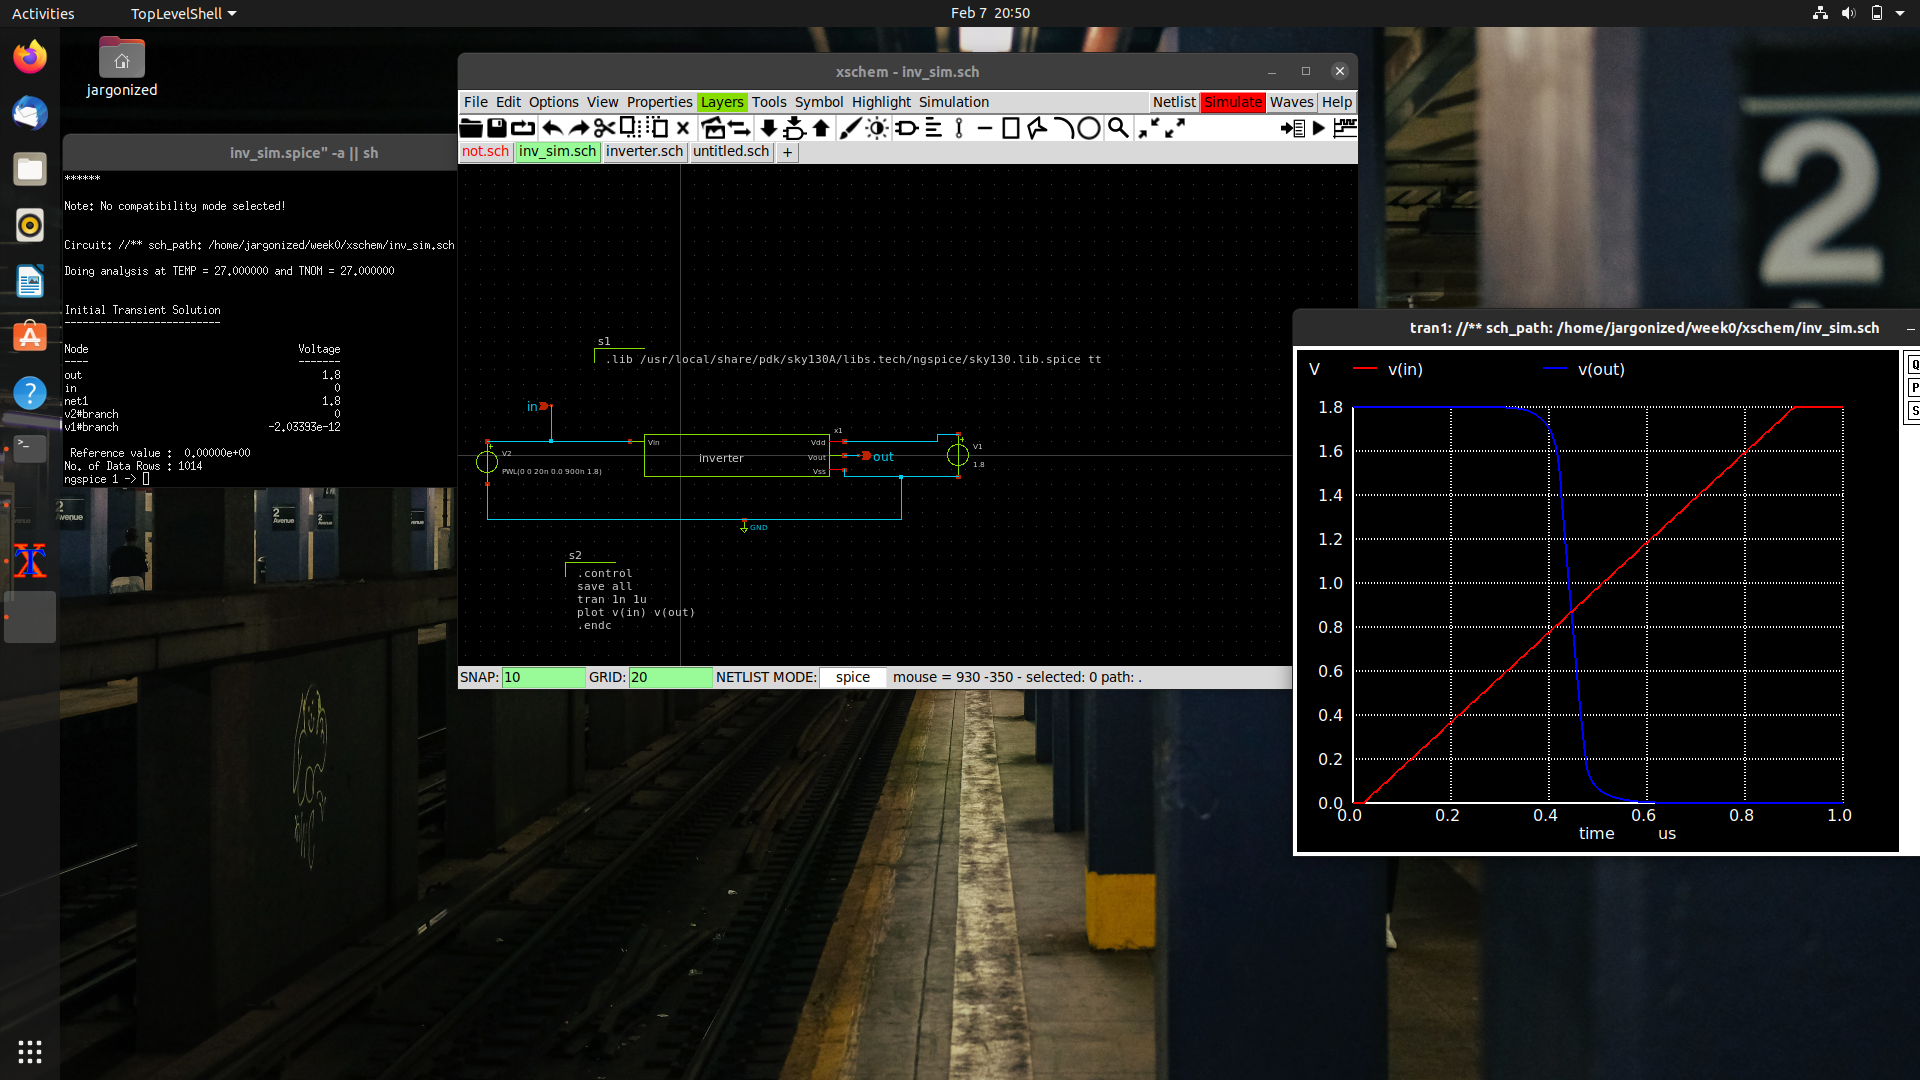 Activities
TopLevelShell
Feb 7 20:50
jargonized
inv_sim.spice" -a || sh
******
Note: No compatibility mode selected!
Circuit: //** sch_path: /home/jargonized/week0/xschem/inv_sim.sch
Doing analysis at TEMP = 27.000000 and TNOM = 27.000000
Initial Transient Solution
--------------------------
Node Voltage
---- -------
out 1.8
in 0
net1 1.8
v2#branch 0
v1#branch -2.03393e-12
Reference value : 0.00000e+00
No. of Data Rows : 1014
ngspice 1 ->
xschem - inv_sim.sch
File Edit Options View Properties Layers Tools Symbol Highlight Simulation Netlist Simulate Waves Help
not.sch inv_sim.sch inverter.sch untitled.sch +
s1
.lib /usr/local/share/pdk/sky130A/libs.tech/ngspice/sky130.lib.spice tt
in
x1
Vin
Vdd
inverter
Vout
out
Vss
V2
PWL(0 0 20n 0.0 900n 1.8)
V1
1.8
GND
s2
.control
save all
tran 1n 1u
plot v(in) v(out)
.endc
SNAP: 10 GRID: 20 NETLIST MODE: spice mouse = 930 -350 - selected: 0 path: .
tran1: //** sch_path: /home/jargonized/week0/xschem/inv_sim.sch
V v(in) v(out)
Q
P
S
1.8
1.6
1.4
1.2
1.0
0.8
0.6
0.4
0.2
0.0
0.0 0.2 0.4 0.6 0.8 1.0
time us
2
2
Avenue
2
Avenue